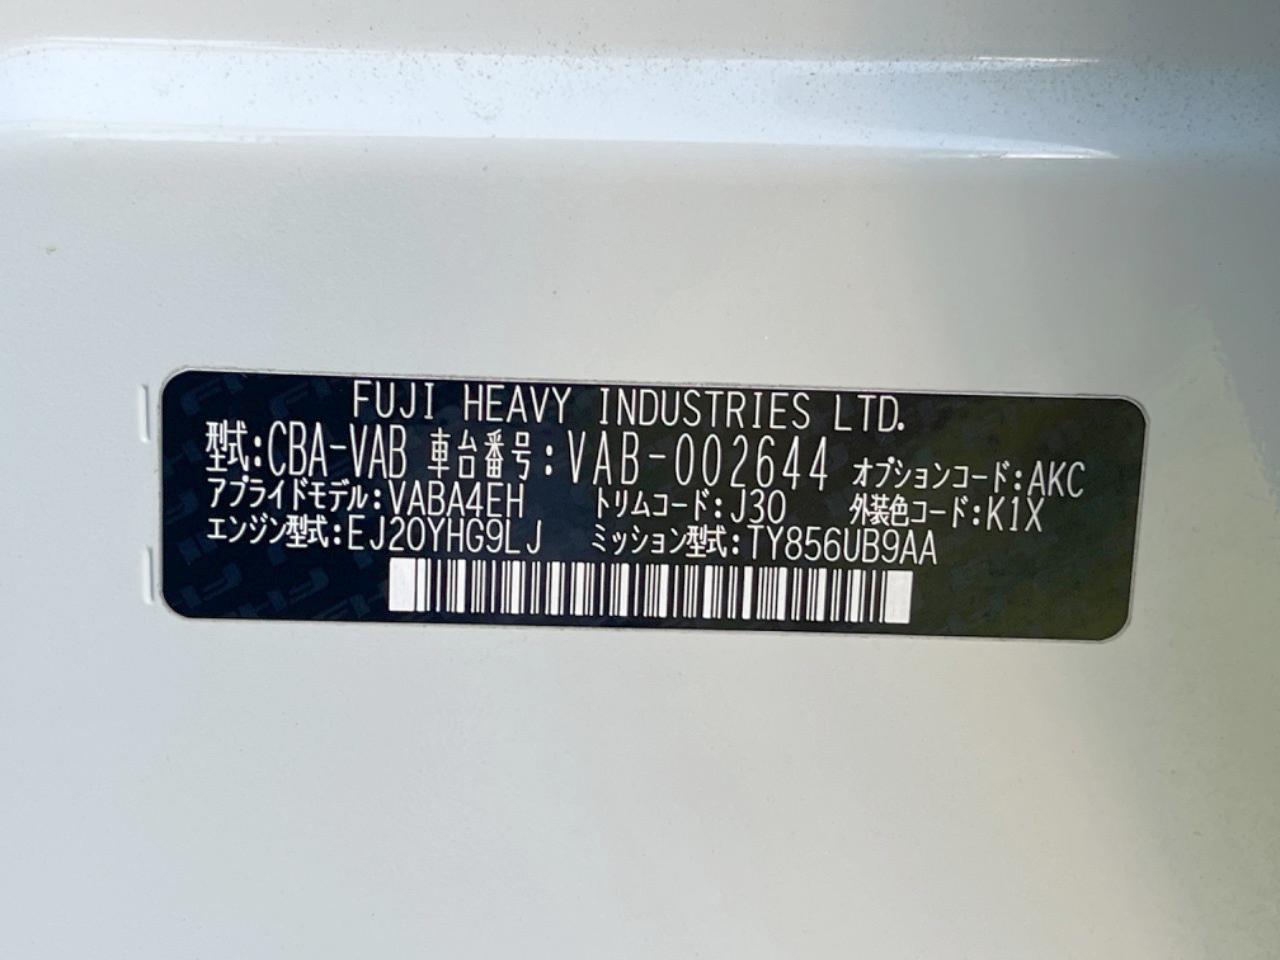 FUJI HEAVY INDUSTRIES LTD.
型式:CBA-VAB 車台番号:VAB-002644 オプションコード:AKC
アプライドモデル:VABA4EH トリムコード:J30 外装色コード:K1X
エンジン型式:EJ20YHG9LJ ミッション型式:TY856UB9AA